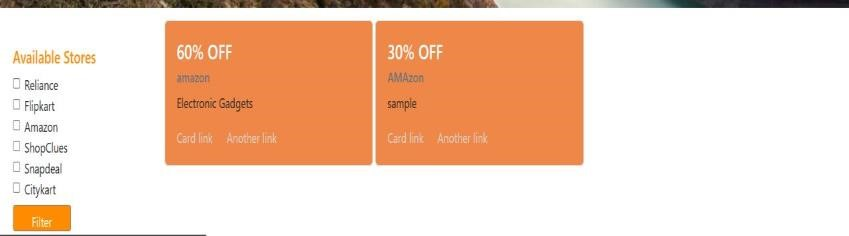 Available Stores
Reliance
Flipkart
Amazon
ShopClues
Snapdeal
Citykart
Filter
60% OFF
amazon
Electronic Gadgets
Card link Another link
30% OFF
AMAzon
sample
Card link Another link